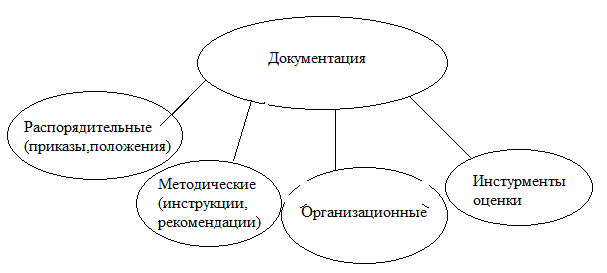 Документация
Распорядительные
(приказы,положения)
Методические
(инструкции,
рекомендации)
Организационные
Инстурменты
оценки